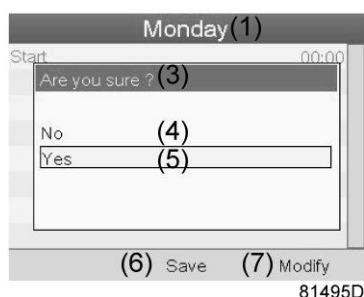 Monday(1)
Start 00:00
Are you sure ?(3)
No (4)
Yes (5)
(6) Save (7) Modify
81495D